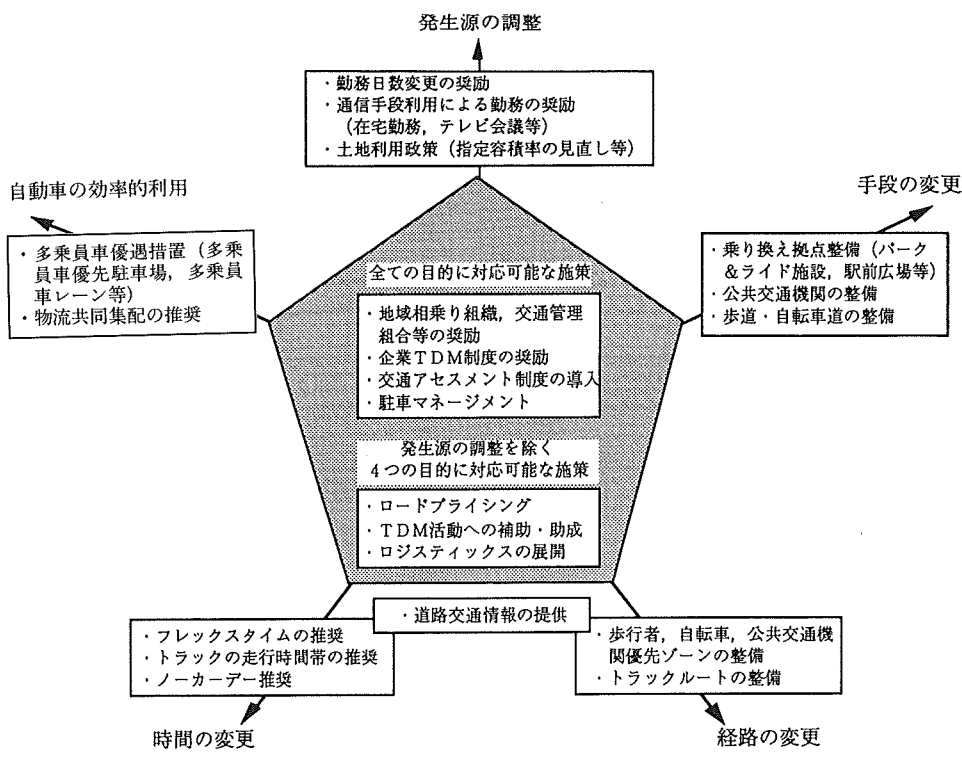 発生源の調整
・勤務日数変更の奨励
・通信手段利用による勤務の奨励
(在宅勤務,テレビ会議等)
・土地利用政策(指定容積率の見直し等)
自動車の効率的利用
・多乗員車優遇措置(多乗
員車優先駐車場,多乗員
車レーン等)
・物流共同集配の推奨
手段の変更
・乗り換え拠点整備(パーク
&ライド施設,駅前広場等)
・公共交通機関の整備
・歩道・自転車道の整備
全ての目的に対応可能な施策
・地域相乗り組織,交通管理
組合等の奨励
・企業TDM制度の奨励
・交通アセスメント制度の導入
・駐車マネージメント
発生源の調整を除く
4つの目的に対応可能な施策
・ロードプライシング
・TDM活動への補助・助成
・ロジスティックスの展開
・道路交通情報の提供
・フレックスタイムの推奨
・トラックの走行時間帯の推奨
・ノーカーデー推奨
時間の変更
・歩行者,自転車,公共交通機
関優先ゾーンの整備
・トラックルートの整備
経路の変更